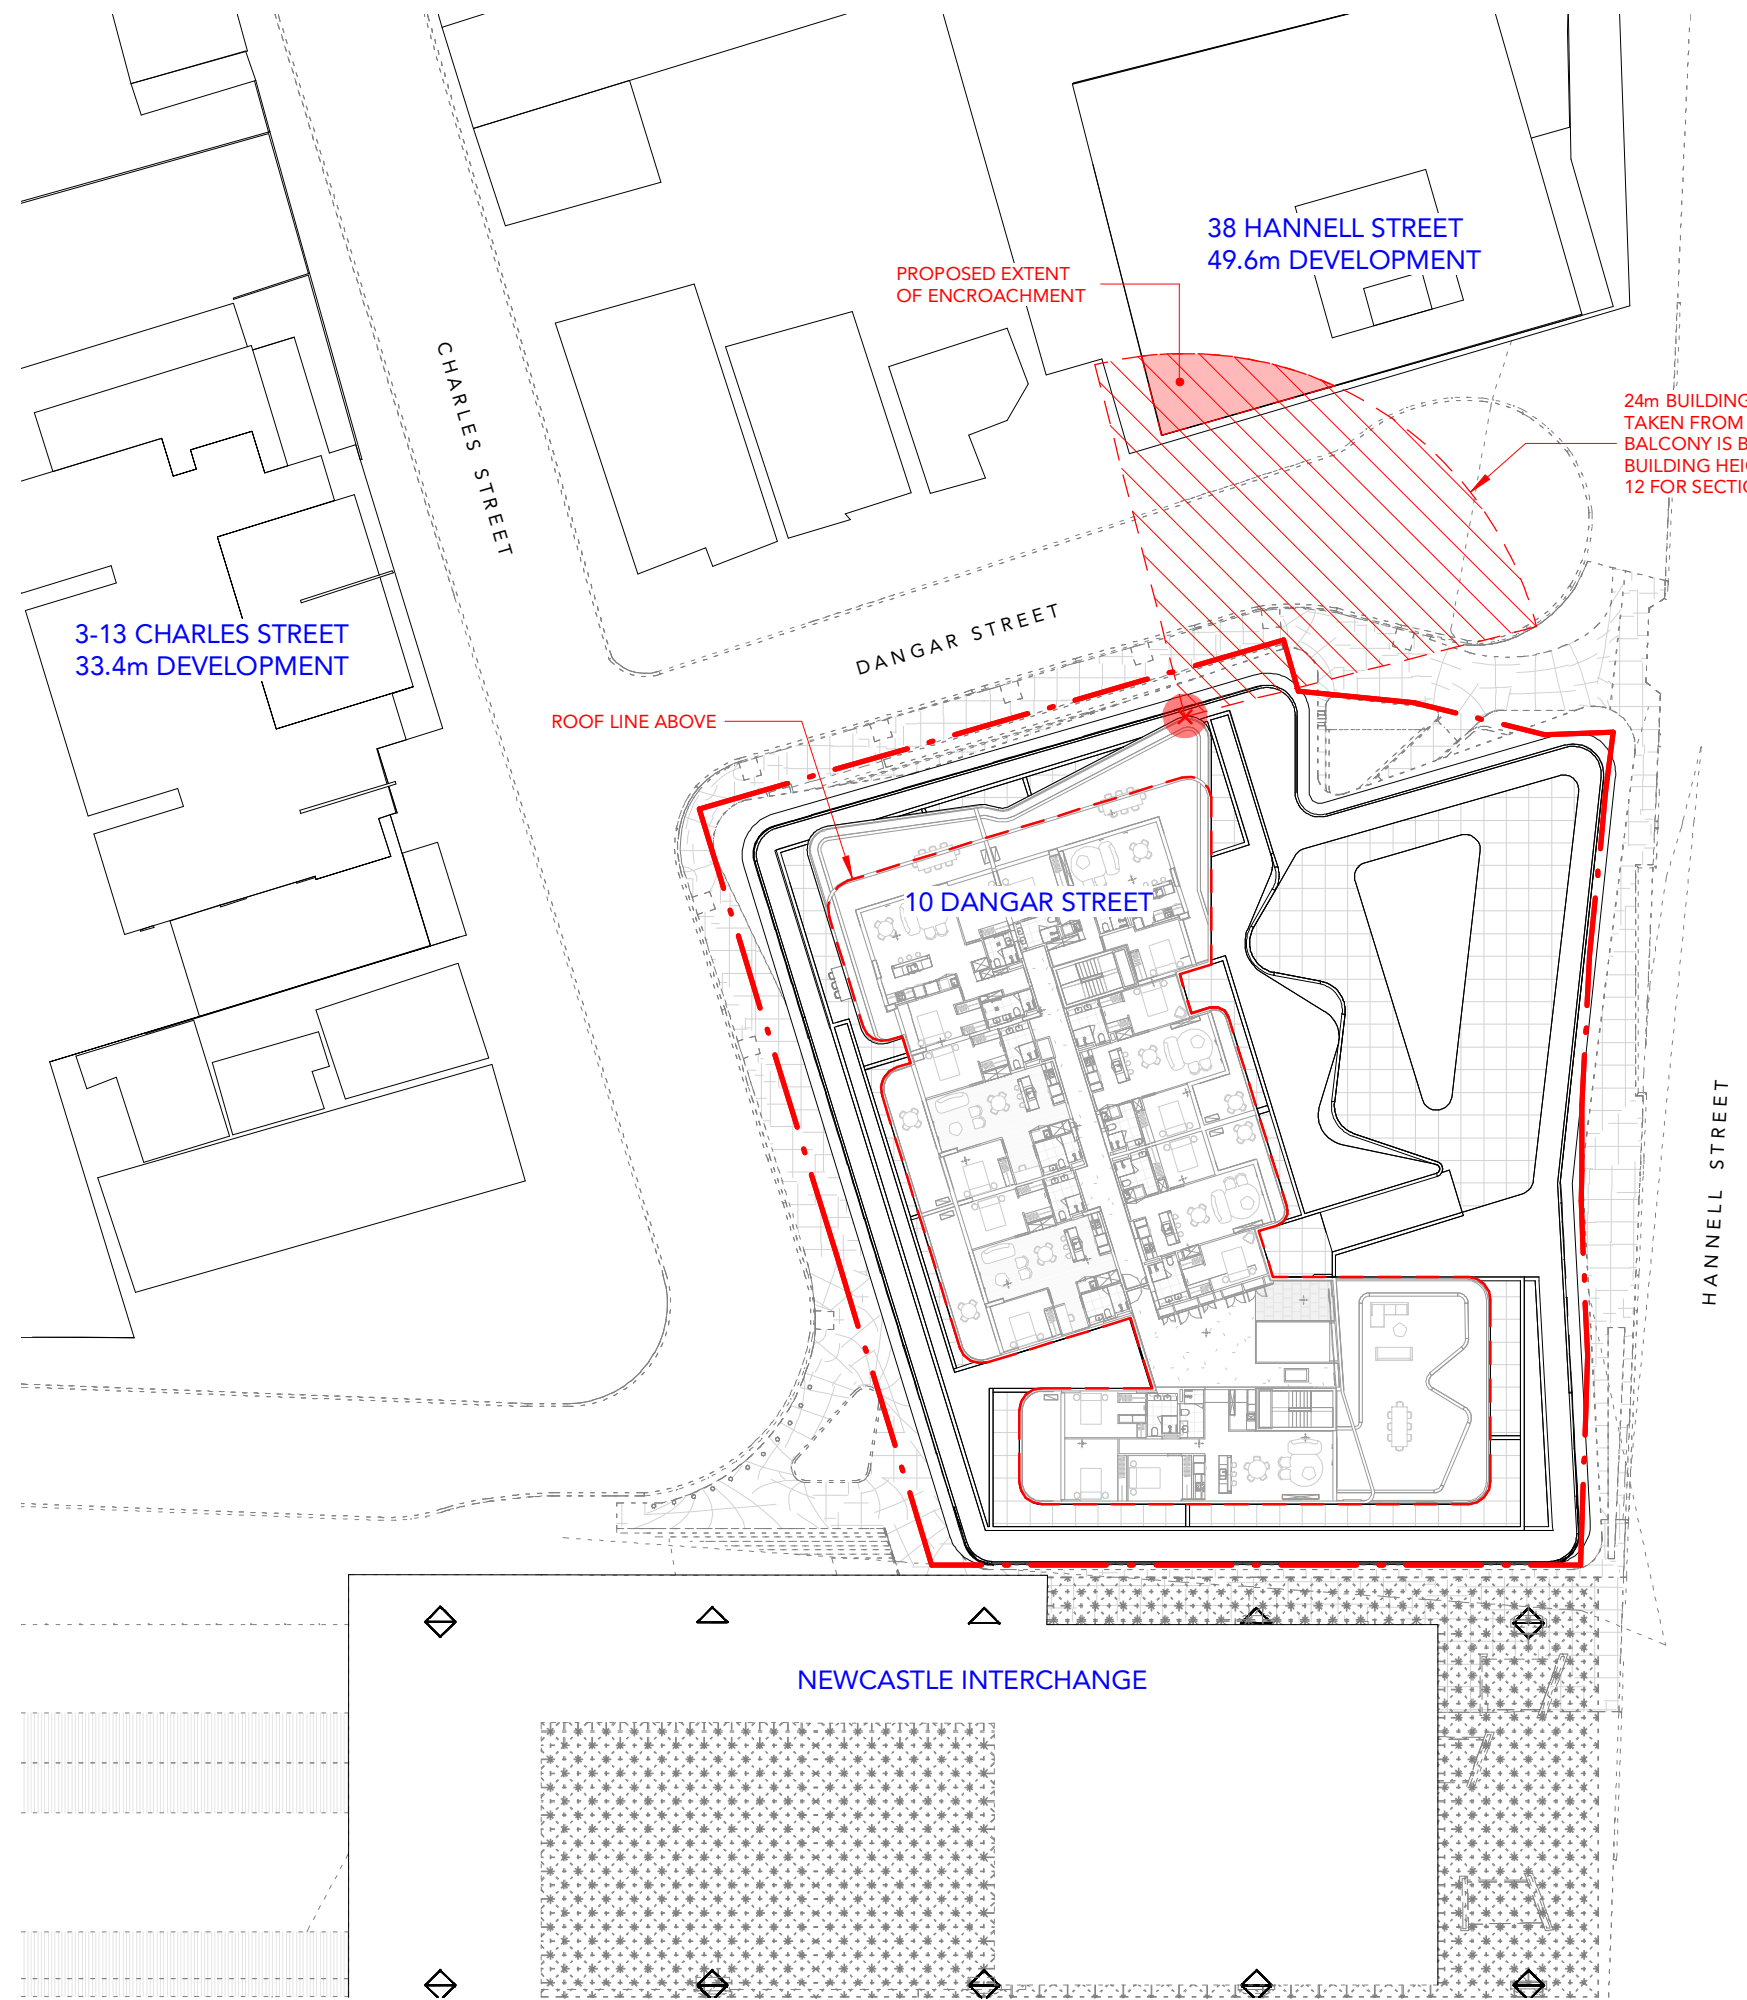 38 HANNELL STREET
49.6m DEVELOPMENT
PROPOSED EXTENT
OF ENCROACHMENT
CHARLES STREET
24m BUILDING
TAKEN FROM
BALCONY IS B
BUILDING HEI
12 FOR SECTI
3-13 CHARLES STREET
33.4m DEVELOPMENT
DANGAR STREET
ROOF LINE ABOVE
10 DANGAR STREET
HANNELL STREET
NEWCASTLE INTERCHANGE